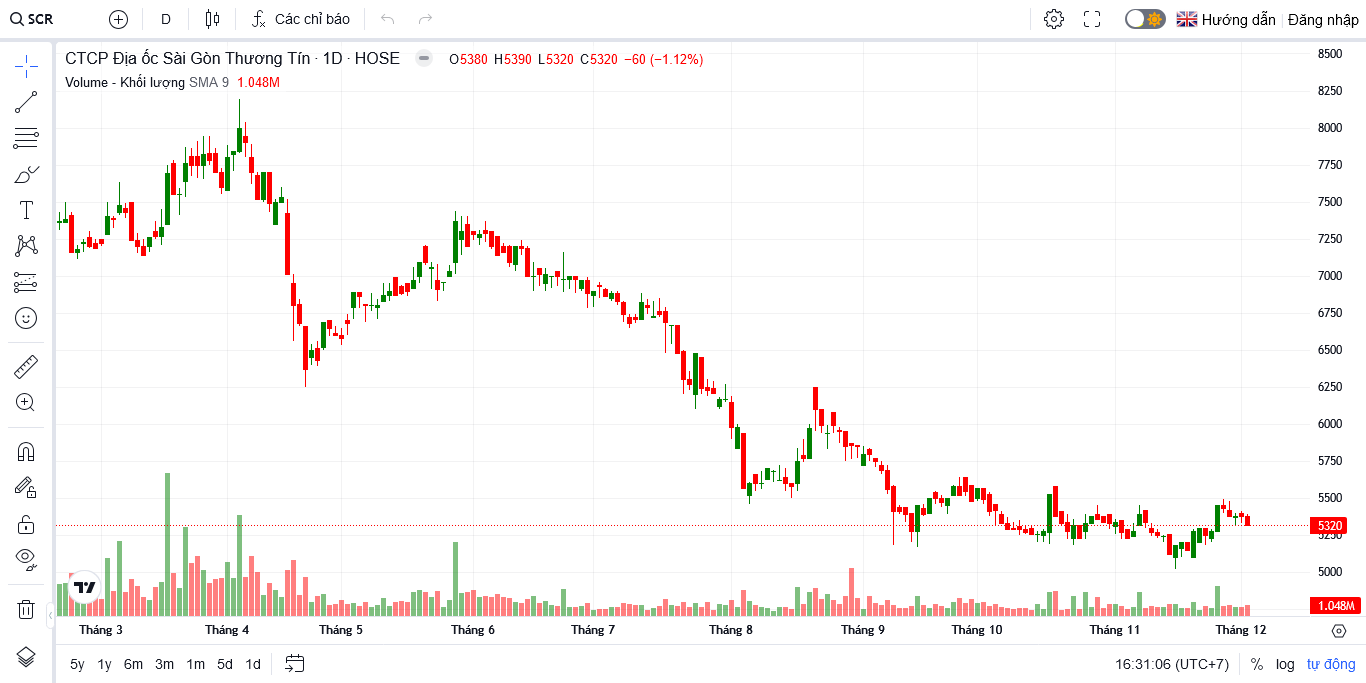 SCR D Các chỉ báo Hướng dẫn Đăng nhập
CTCP Địa ốc Sài Gòn Thương Tín · 1D · HOSE O5380 H5390 L5320 C5320 −60 (−1.12%)
Volume - Khối lượng SMA 9 1.048M
8500
8250
8000
7750
7500
7250
7000
6750
6500
6250
6000
5750
5500
5320
5250
5000
1.048M
Tháng 3 Tháng 4 Tháng 5 Tháng 6 Tháng 7 Tháng 8 Tháng 9 Tháng 10 Tháng 11 Tháng 12
5y 1y 6m 3m 1m 5d 1d 16:31:06 (UTC+7) % log tự động